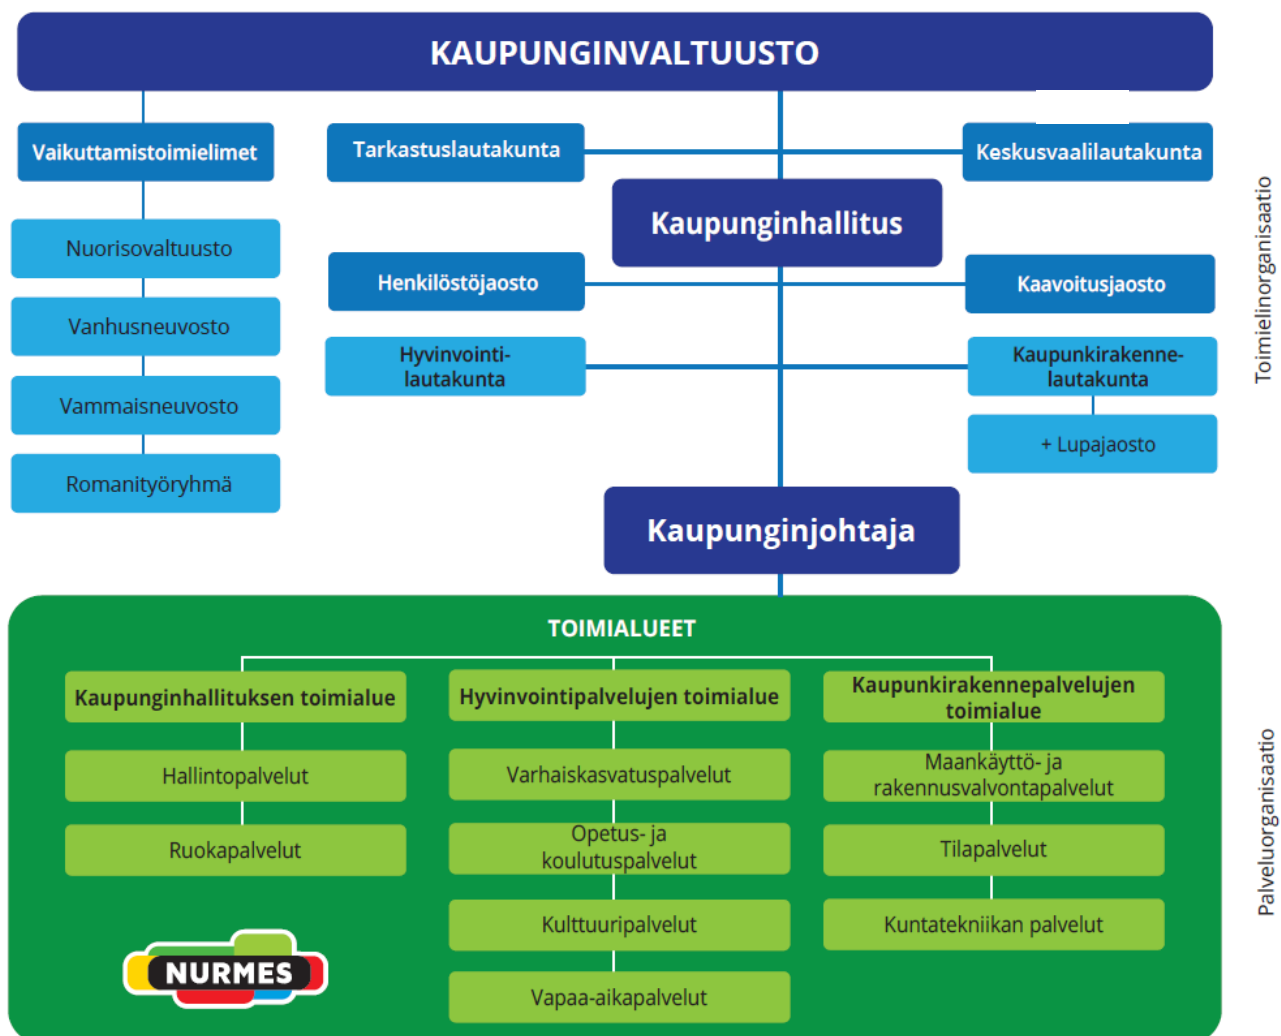 KAUPUNGINVALTUUSTO
Vaikuttamistoimielimet
Nuorisovaltuusto
Vanhusneuvosto
Vammaisneuvosto
Romanityöryhmä
Tarkastuslautakunta
Keskusvaalilautakunta
Kaupunginhallitus
Henkilöstöjaosto
Kaavoitusjaosto
Hyvinvointi-
lautakunta
Kaupunkirakenne-
lautakunta
+ Lupajaosto
Kaupunginjohtaja
Toimielinorganisaatio
TOIMIALUEET
Kaupunginhallituksen toimialue
Hallintopalvelut
Ruokapalvelut
Hyvinvointipalvelujen toimialue
Varhaiskasvatuspalvelut
Opetus- ja
koulutuspalvelut
Kulttuuripalvelut
Vapaa-aikapalvelut
Kaupunkirakennepalvelujen
toimialue
Maankäyttö- ja
rakennusvalvontapalvelut
Tilapalvelut
Kuntatekniikan palvelut
Palveluorganisaatio
NURMES